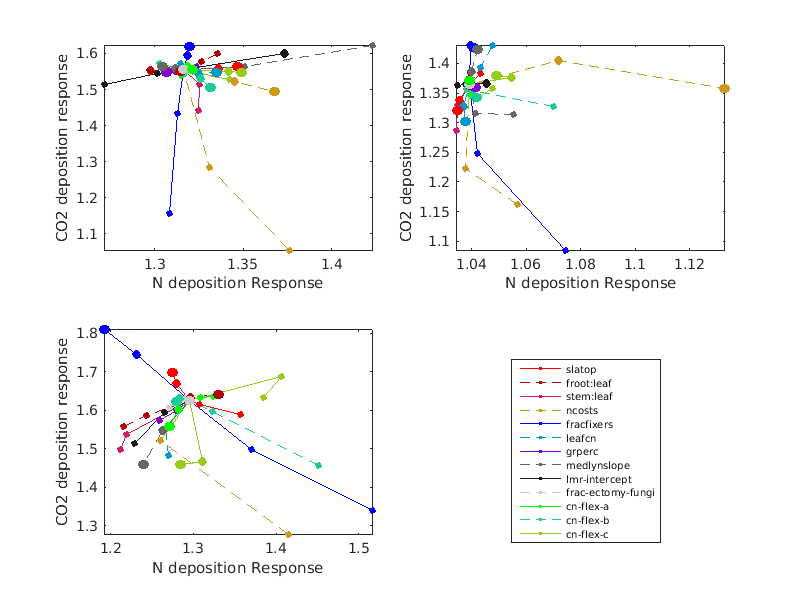 1.6
1.5
1.4
1.3
1.2
1.1
CO2 deposition response
1.3 1.35 1.4
N deposition Response
1.4
1.35
1.3
1.25
1.2
1.15
1.1
CO2 deposition response
1.04 1.06 1.08 1.1 1.12
N deposition Response
1.8
1.7
1.6
1.5
1.4
1.3
CO2 deposition response
1.2 1.3 1.4 1.5
N deposition Response
slatop
froot:leaf
stem:leaf
ncosts
fracfixers
leafcn
grperc
medlynslope
lmr-intercept
frac-ectomy-fungi
cn-flex-a
cn-flex-b
cn-flex-c